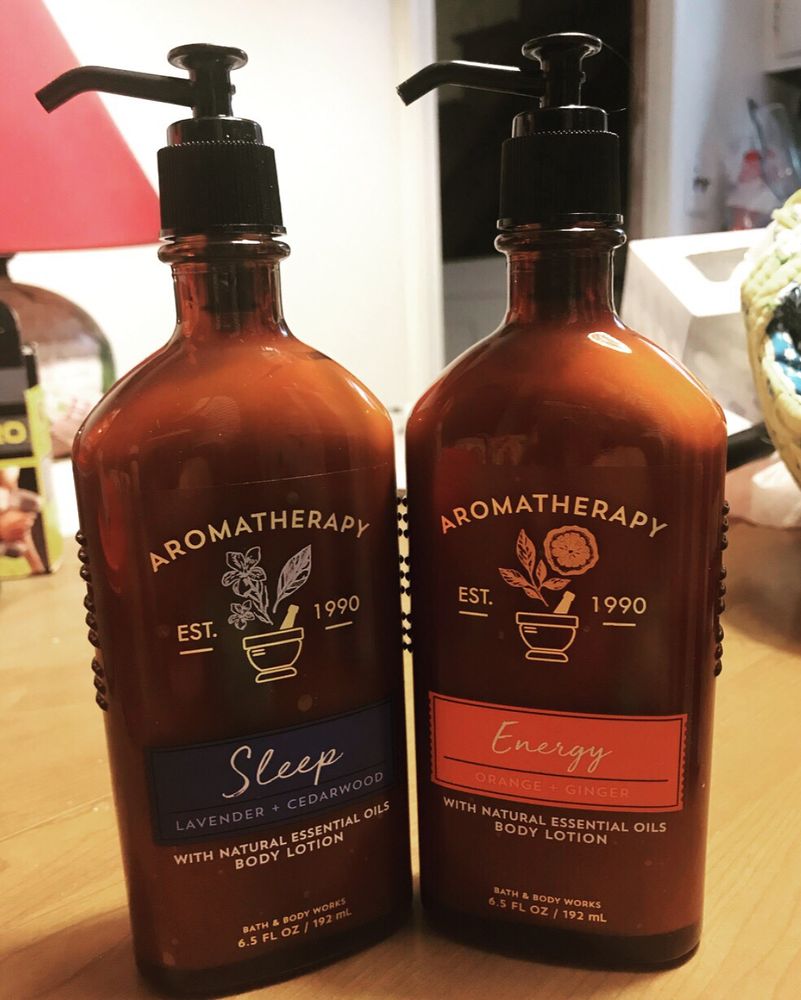 AROMATHERAPY
EST. 1990
Sleep
LAVENDER + CEDARWOOD
WITH NATURAL ESSENTIAL OILS
BODY LOTION
BATH & BODY WORKS
6.5 FL OZ / 192 mL
AROMATHERAPY
EST. 1990
Energy
ORANGE + GINGER
WITH NATURAL ESSENTIAL OILS
BODY LOTION
BATH & BODY WORKS
6.5 FL OZ / 192 mL